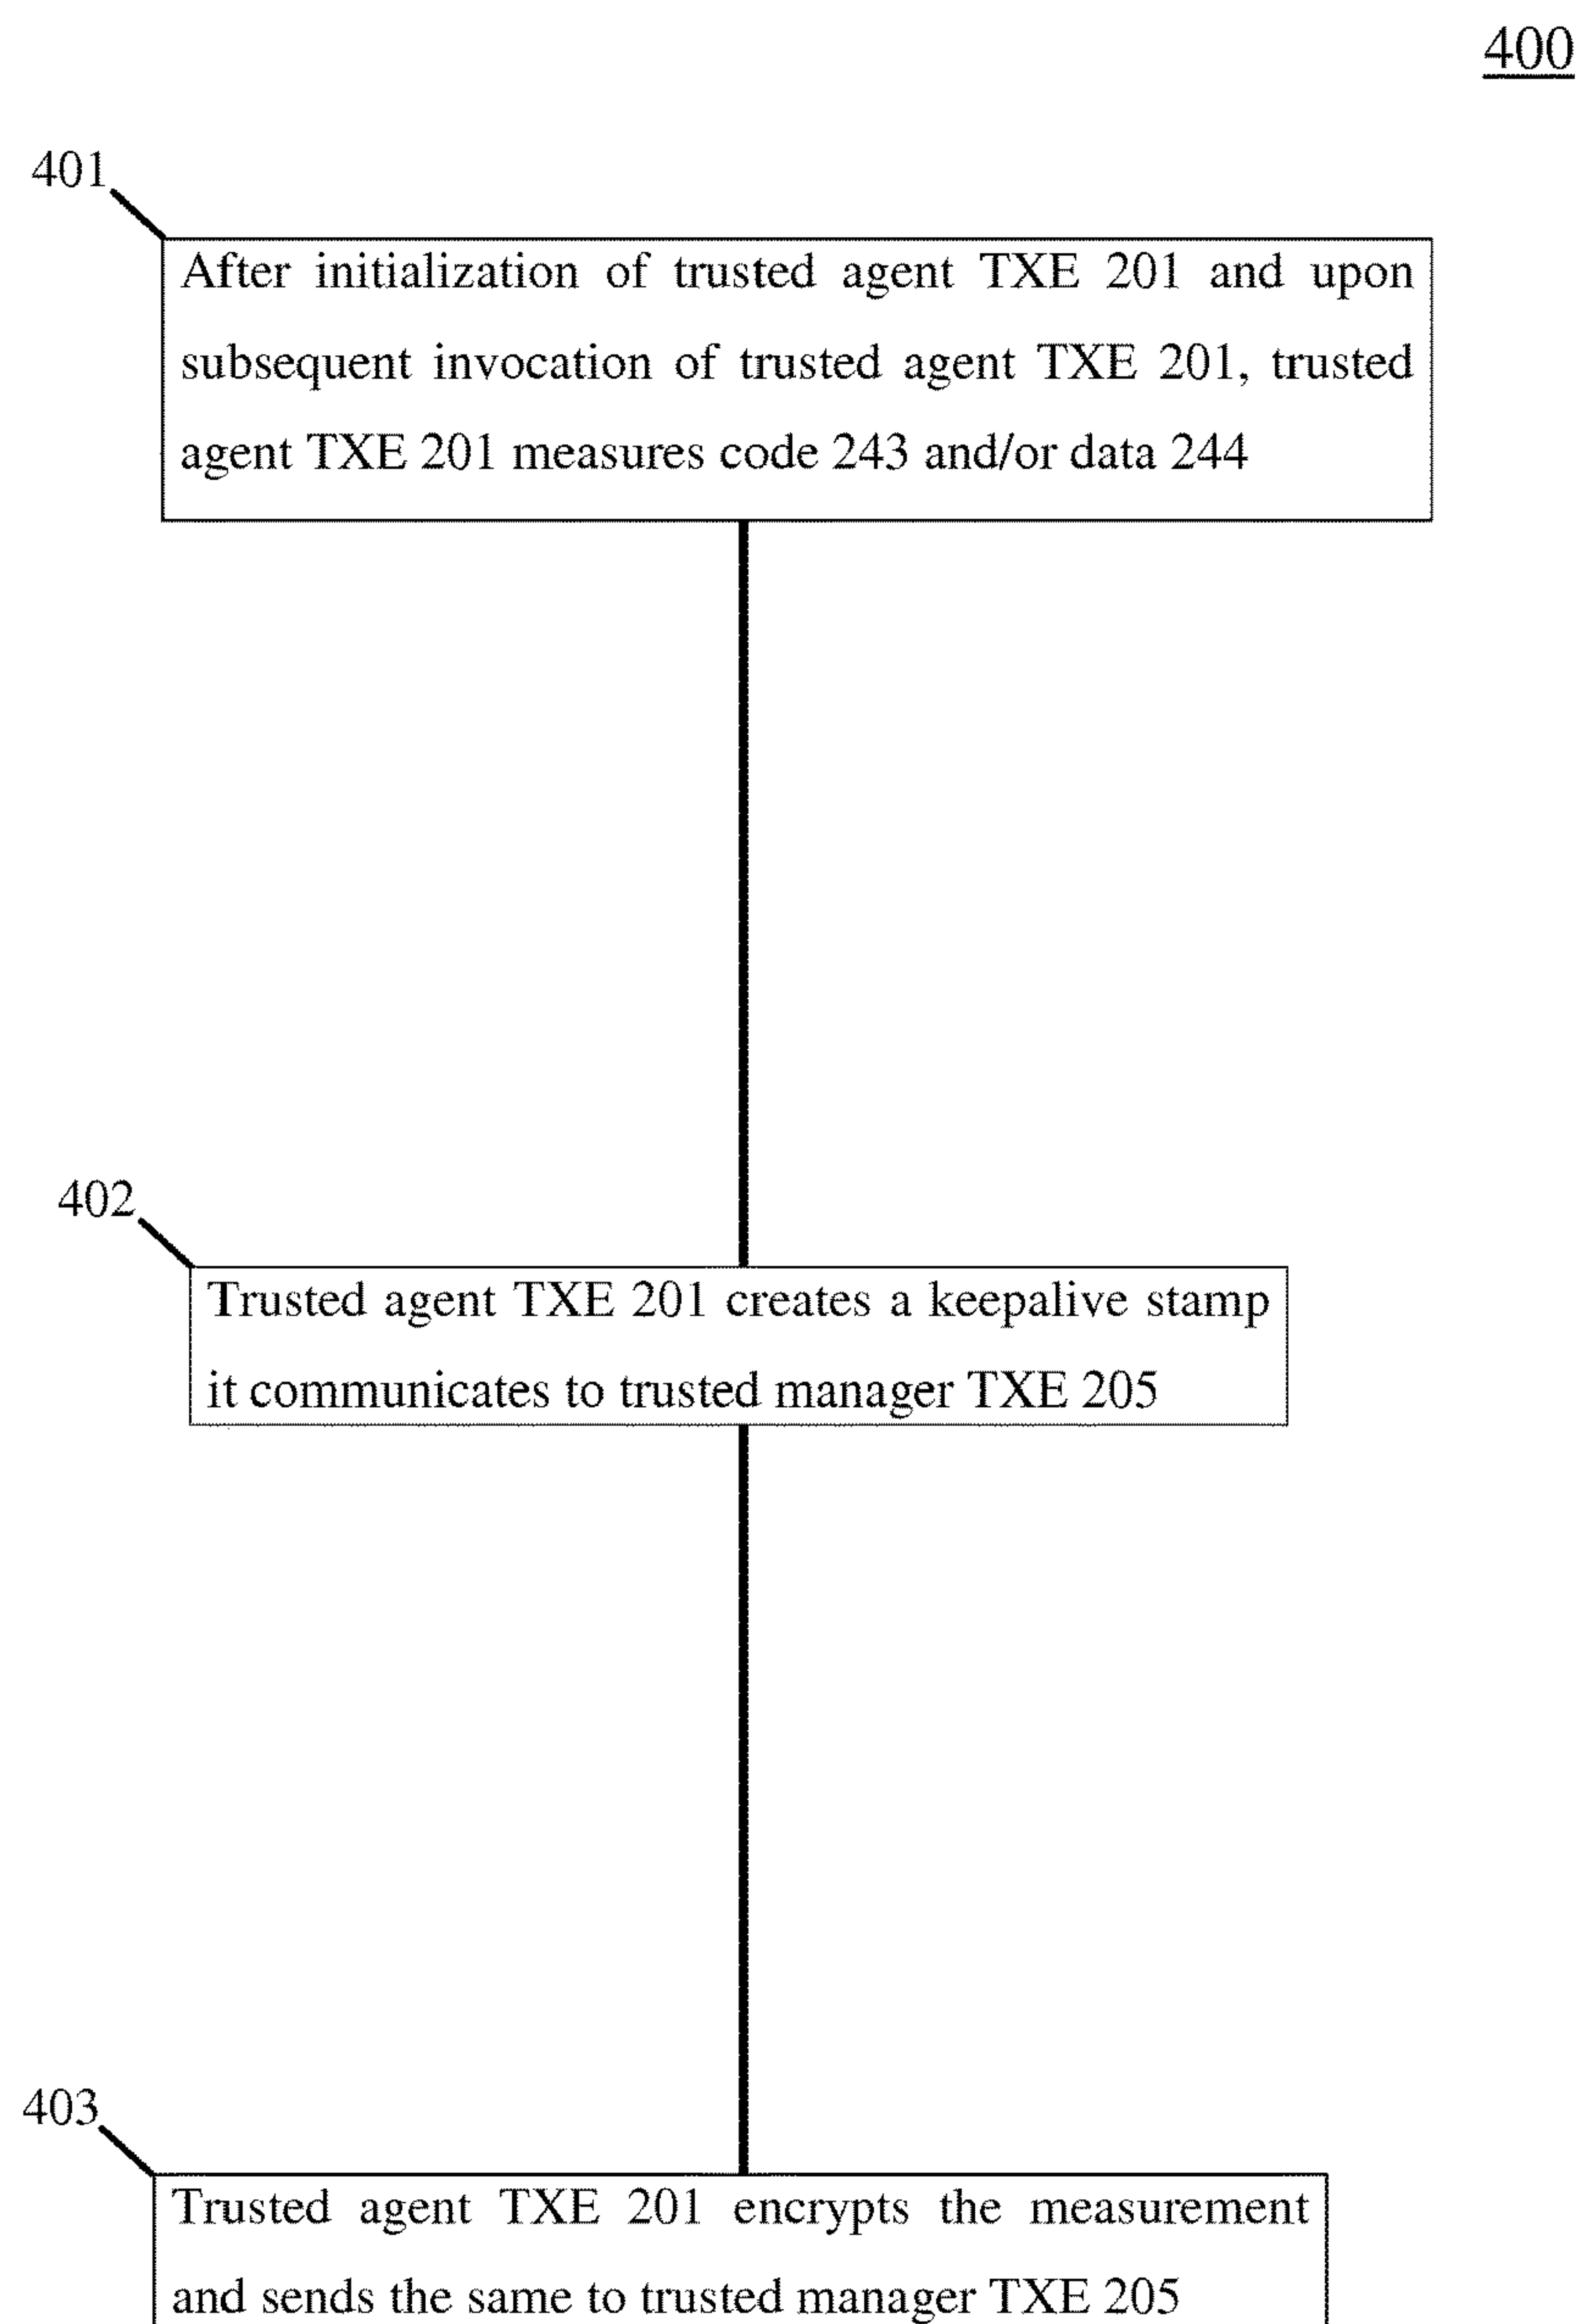 400
401
After initialization of trusted agent TXE 201 and upon
subsequent invocation of trusted agent TXE 201, trusted
agent TXE 201 measures code 243 and/or data 244
402
Trusted agent TXE 201 creates a keepalive stamp
it communicates to trusted manager TXE 205
403
Trusted agent TXE 201 encrypts the measurement
and sends the same to trusted manager TXE 205